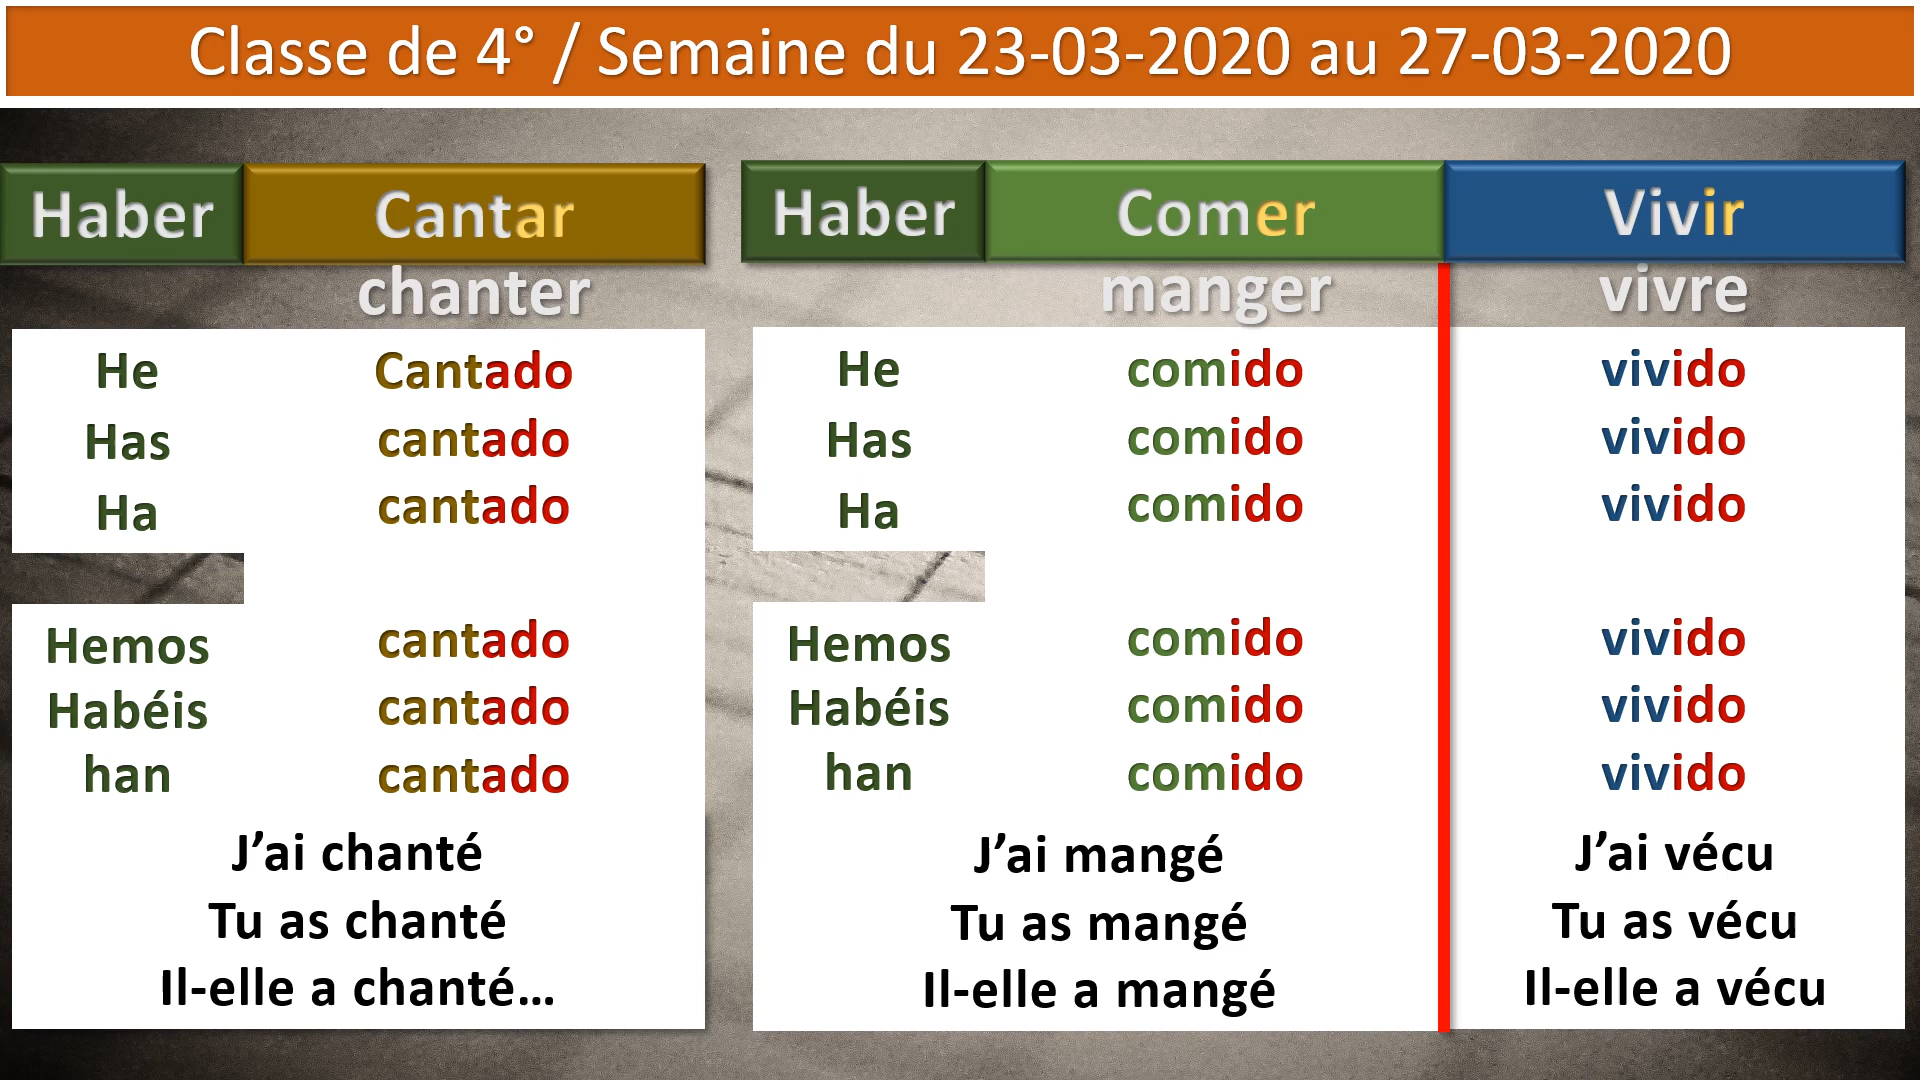 Classe de 4° / Semaine du 23-03-2020 au 27-03-2020
Haber Cantar
chanter
He Cantado
Has cantado
Ha cantado
Hemos cantado
Habéis cantado
han cantado
J’ai chanté
Tu as chanté
Il-elle a chanté…
Haber Comer Vivir
manger vivre
He comido vivido
Has comido vivido
Ha comido vivido
Hemos comido vivido
Habéis comido vivido
han comido vivido
J’ai mangé J’ai vécu
Tu as mangé Tu as vécu
Il-elle a mangé Il-elle a vécu